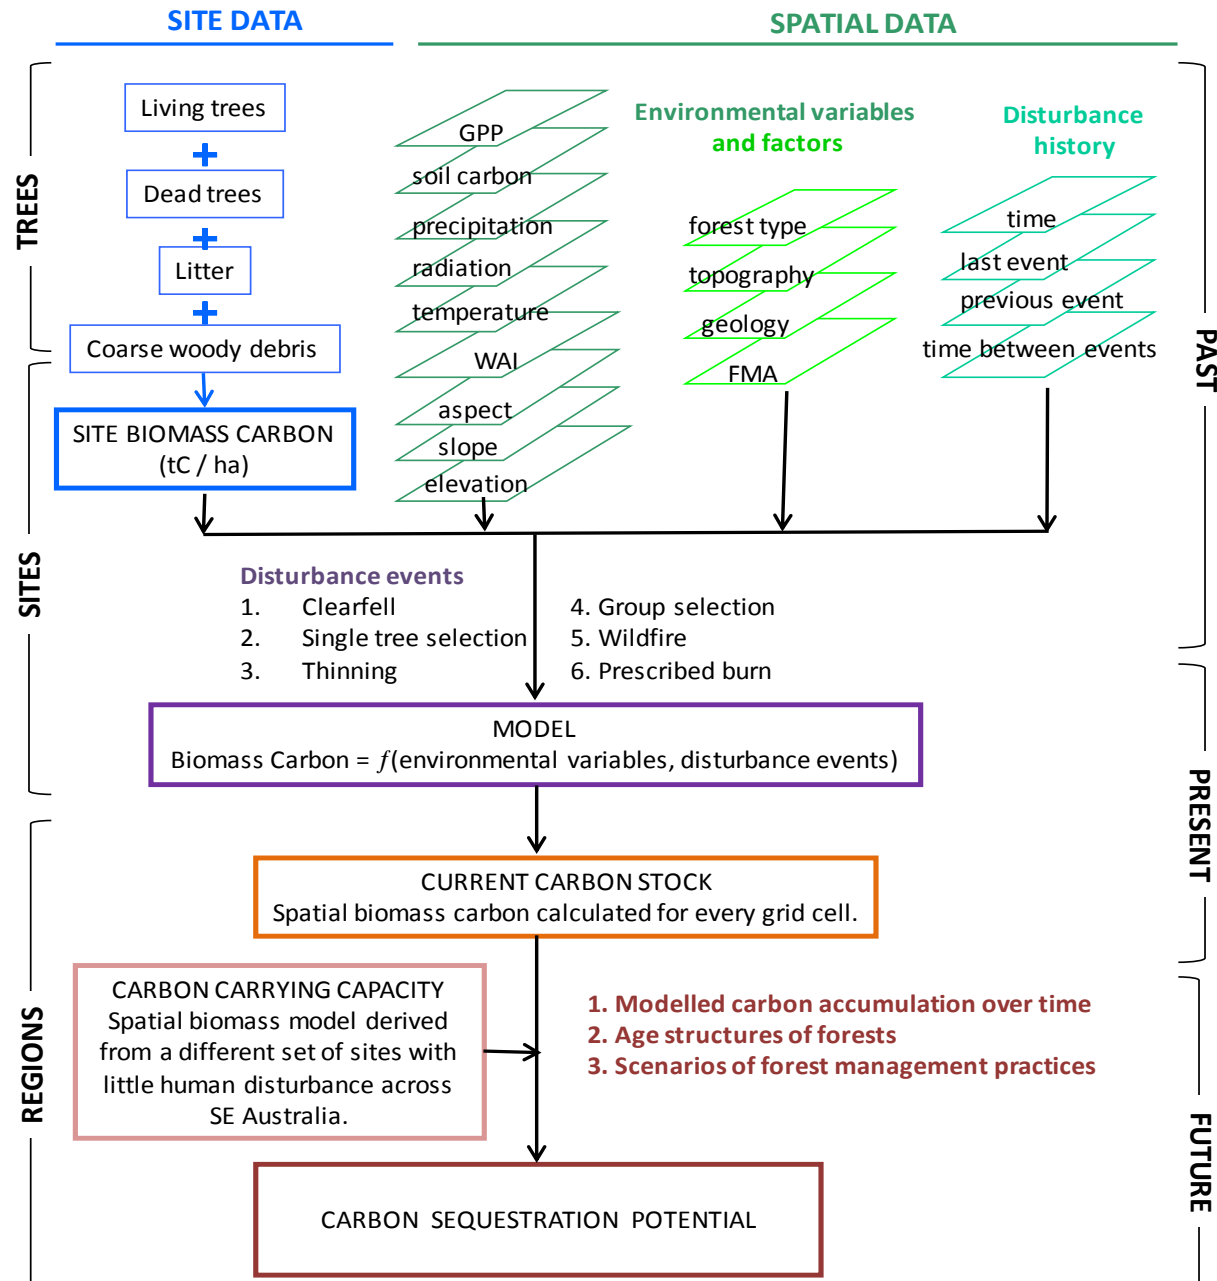 SITE DATA
SPATIAL DATA
TREES
SITES
REGIONS
PAST
PRESENT
FUTURE
Living trees
+
Dead trees
+
Litter
+
Coarse woody debris
SITE BIOMASS CARBON
(tC / ha)
GPP
soil carbon
precipitation
radiation
temperature
WAI
aspect
slope
elevation
Environmental variables
and factors
forest type
topography
geology
FMA
Disturbance
history
time
last event
previous event
time between events
Disturbance events
1. Clearfell
2. Single tree selection
3. Thinning
4. Group selection
5. Wildfire
6. Prescribed burn
MODEL
Biomass Carbon = f(environmental variables, disturbance events)
CURRENT CARBON STOCK
Spatial biomass carbon calculated for every grid cell.
CARBON CARRYING CAPACITY
Spatial biomass model derived
from a different set of sites with
little human disturbance across
SE Australia.
1. Modelled carbon accumulation over time
2. Age structures of forests
3. Scenarios of forest management practices
CARBON SEQUESTRATION POTENTIAL